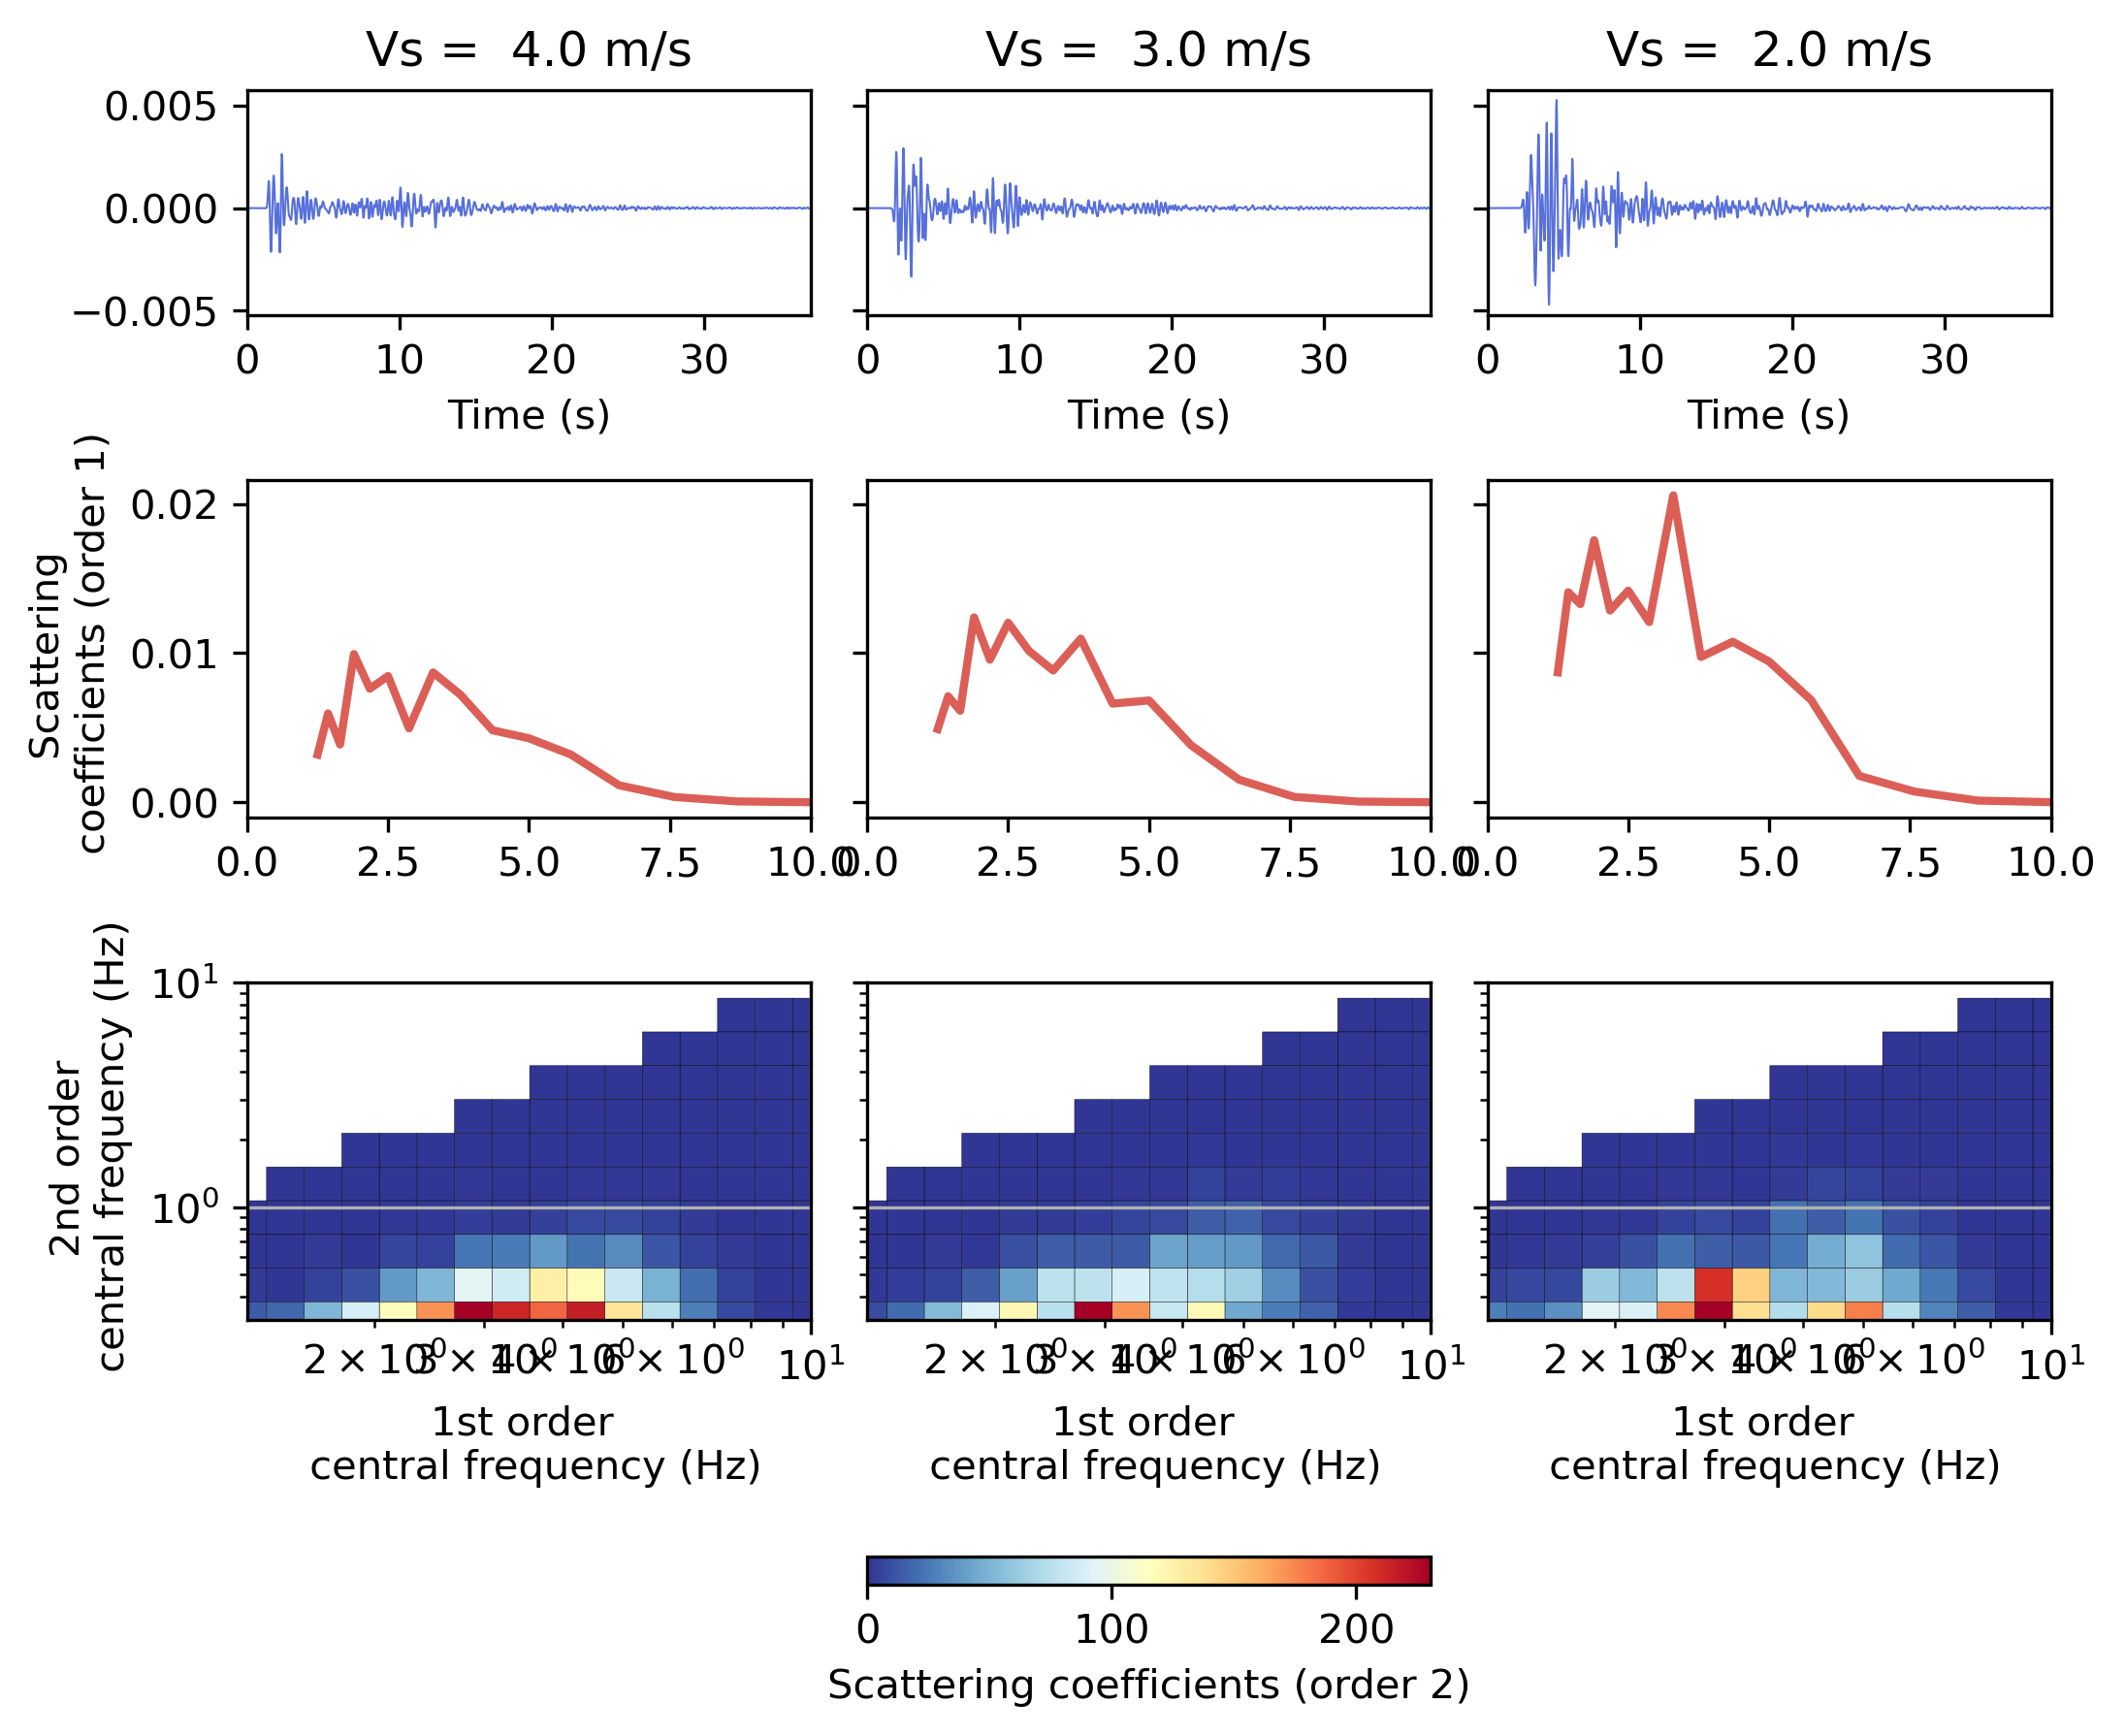 Vs =  4.0 m/s
Vs =  3.0 m/s
Vs =  2.0 m/s
0.005
0.000
−0.005
0 10 20 30
0 10 20 30
0 10 20 30
Time (s)
Time (s)
Time (s)
Scattering
coefficients (order 1)
0.02
0.01
0.00
0.0 2.5 5.0 7.5 10.0
0.0 2.5 5.0 7.5 10.0
0.0 2.5 5.0 7.5 10.0
2nd order
central frequency (Hz)
10¹
10⁰
2 × 10⁰ 3 × 10⁰ 4 × 10⁰ 6 × 10⁰ 10¹
2 × 10⁰ 3 × 10⁰ 4 × 10⁰ 6 × 10⁰ 10¹
2 × 10⁰ 3 × 10⁰ 4 × 10⁰ 6 × 10⁰ 10¹
1st order
central frequency (Hz)
1st order
central frequency (Hz)
1st order
central frequency (Hz)
0 100 200
Scattering coefficients (order 2)